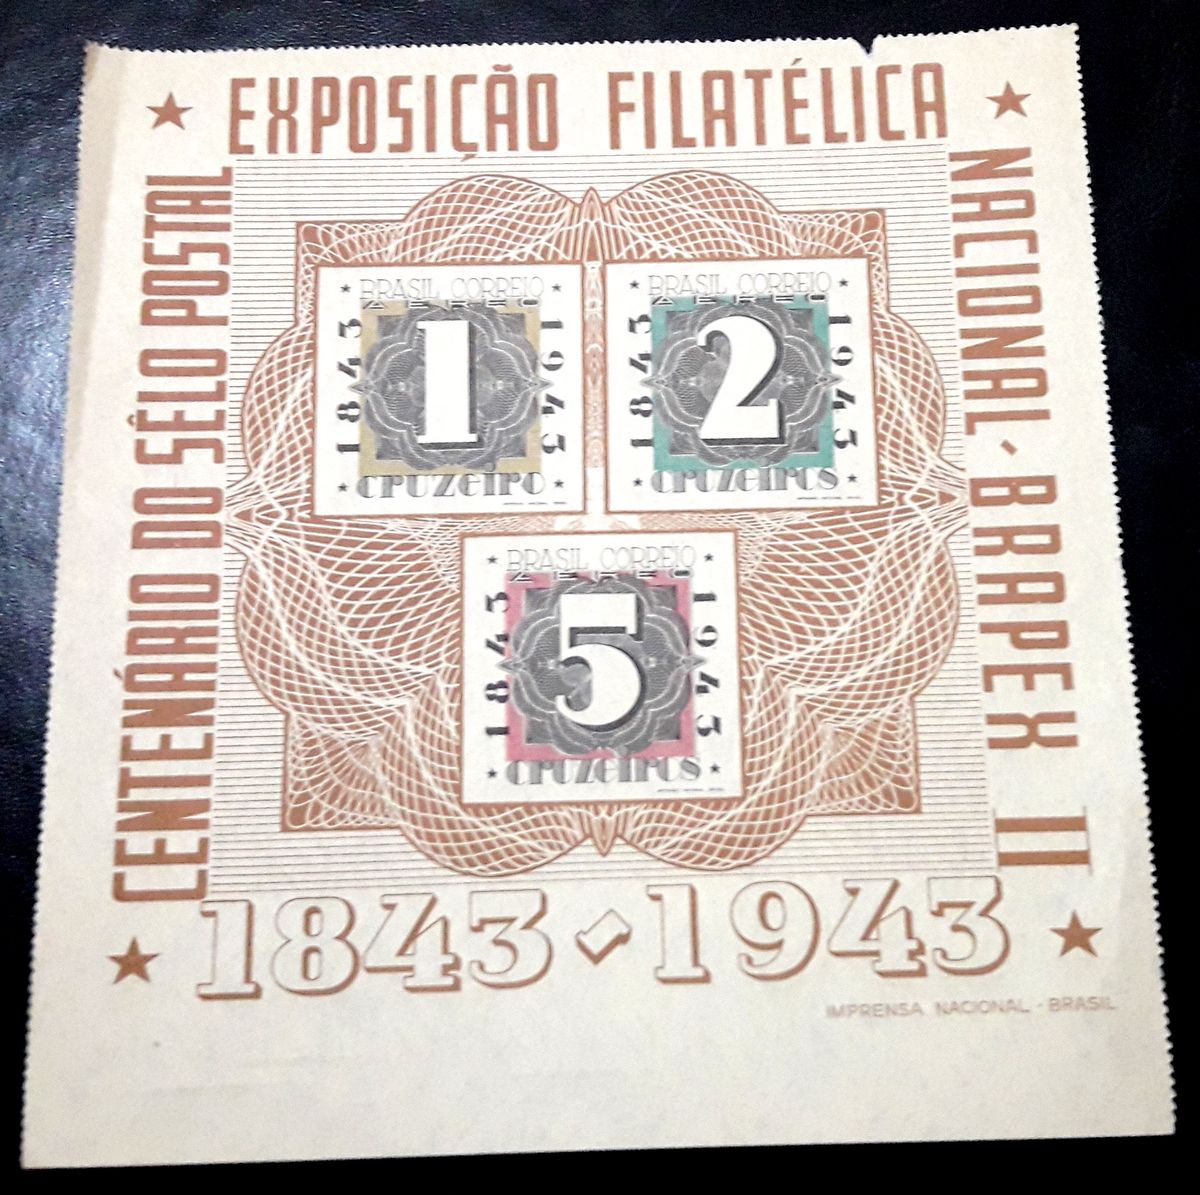 ★ EXPOSIÇÃO FILATÉLICA ★
NACIONAL · BRAPEX II
CENTENÁRIO DO SÊLO POSTAL
★ BRASIL CORREIO ★
AEREO
1843
1
1943
★ cruzeiro ★
★ BRASIL CORREIO ★
AEREO
1843
2
1943
★ cruzeiros ★
★ BRASIL CORREIO ★
AEREO
1843
5
1943
★ cruzeiros ★
★ 1843 ◆ 1943 ★
IMPRENSA NACIONAL - BRASIL